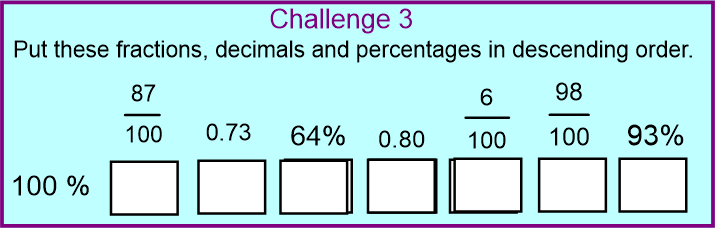 Challenge 3
Put these fractions, decimals and percentages in descending order.
87/100 0.73 64% 0.80 6/100 98/100 93%
100 %